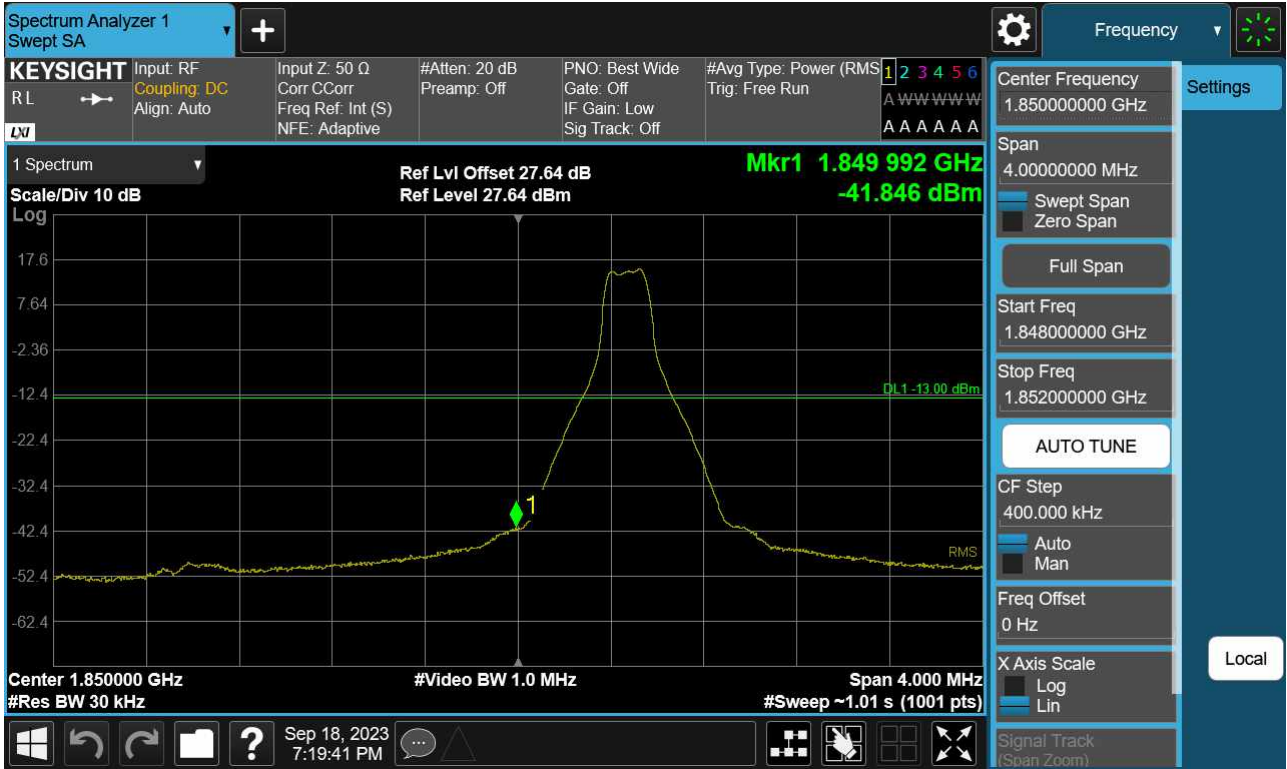 Spectrum Analyzer 1
Swept SA
Frequency
KEYSIGHT
RL
LXI
Input: RF
Coupling: DC
Align: Auto
Input Z: 50 Ω
Corr CCorr
Freq Ref: Int (S)
NFE: Adaptive
#Atten: 20 dB
Preamp: Off
PNO: Best Wide
Gate: Off
IF Gain: Low
Sig Track: Off
#Avg Type: Power (RMS
Trig: Free Run
1 2 3 4 5 6
A W W W W W
A A A A A A
1 Spectrum
Scale/Div 10 dB
Log
Ref Lvl Offset 27.64 dB
Ref Level 27.64 dBm
Mkr1 1.849 992 GHz
-41.846 dBm
17.6
7.64
-2.36
-12.4
-22.4
-32.4
-42.4
-52.4
-62.4
DL1 -13.00 dBm
1
RMS
Center 1.850000 GHz
#Res BW 30 kHz
#Video BW 1.0 MHz
Span 4.000 MHz
#Sweep ~1.01 s (1001 pts)
Center Frequency
1.850000000 GHz
Settings
Span
4.00000000 MHz
Swept Span
Zero Span
Full Span
Start Freq
1.848000000 GHz
Stop Freq
1.852000000 GHz
AUTO TUNE
CF Step
400.000 kHz
Auto
Man
Freq Offset
0 Hz
X Axis Scale
Log
Lin
Signal Track
(Span Zoom)
Local
?
Sep 18, 2023
7:19:41 PM